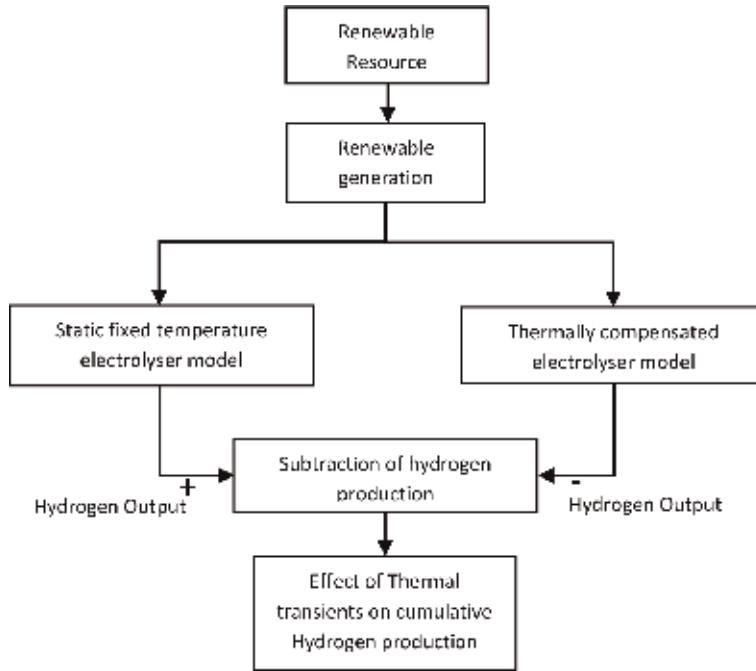 Renewable
Resource
Renewable
generation
Static fixed temperature
electrolyser model
Thermally compensated
electrolyser model
Subtraction of hydrogen
production
+
-
Hydrogen Output
Hydrogen Output
Effect of Thermal
transients on cumulative
Hydrogen production